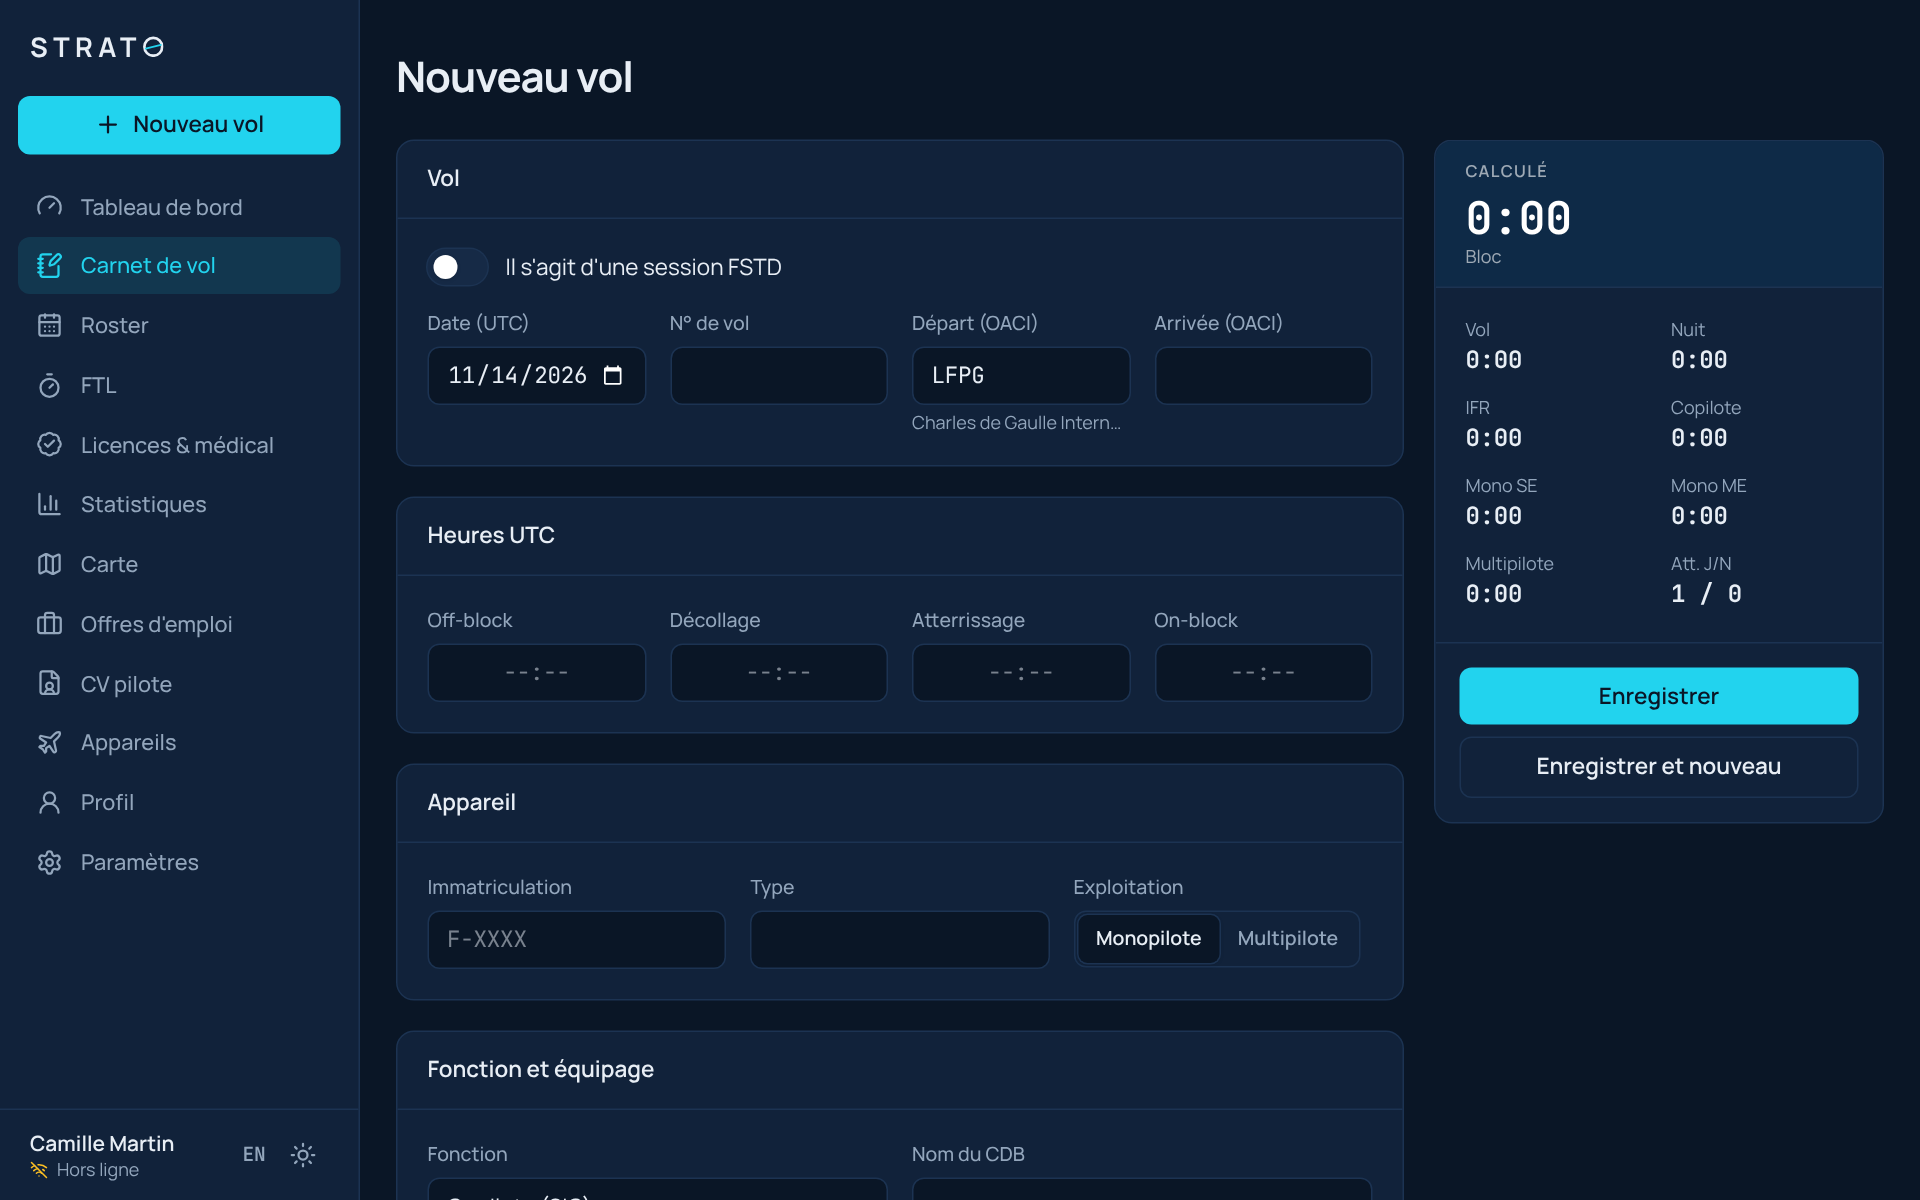 STRATO
Nouveau vol
Tableau de bord
Carnet de vol
Roster
FTL
Licences & médical
Statistiques
Carte
Offres d'emploi
CV pilote
Appareils
Profil
Paramètres
Camille Martin
Hors ligne
EN
Nouveau vol
Vol
Il s'agit d'une session FSTD
Date (UTC)
N° de vol
Départ (OACI)
Arrivée (OACI)
11/14/2026
LFPG
Charles de Gaulle Intern...
Heures UTC
Off-block
Décollage
Atterrissage
On-block
--:--
--:--
--:--
--:--
Appareil
Immatriculation
Type
Exploitation
F-XXXX
Monopilote
Multipilote
Fonction et équipage
Fonction
Nom du CDB
CALCULÉ
0:00
Bloc
Vol
Nuit
0:00
0:00
IFR
Copilote
0:00
0:00
Mono SE
Mono ME
0:00
0:00
Multipilote
Att. J/N
0:00
1 / 0
Enregistrer
Enregistrer et nouveau